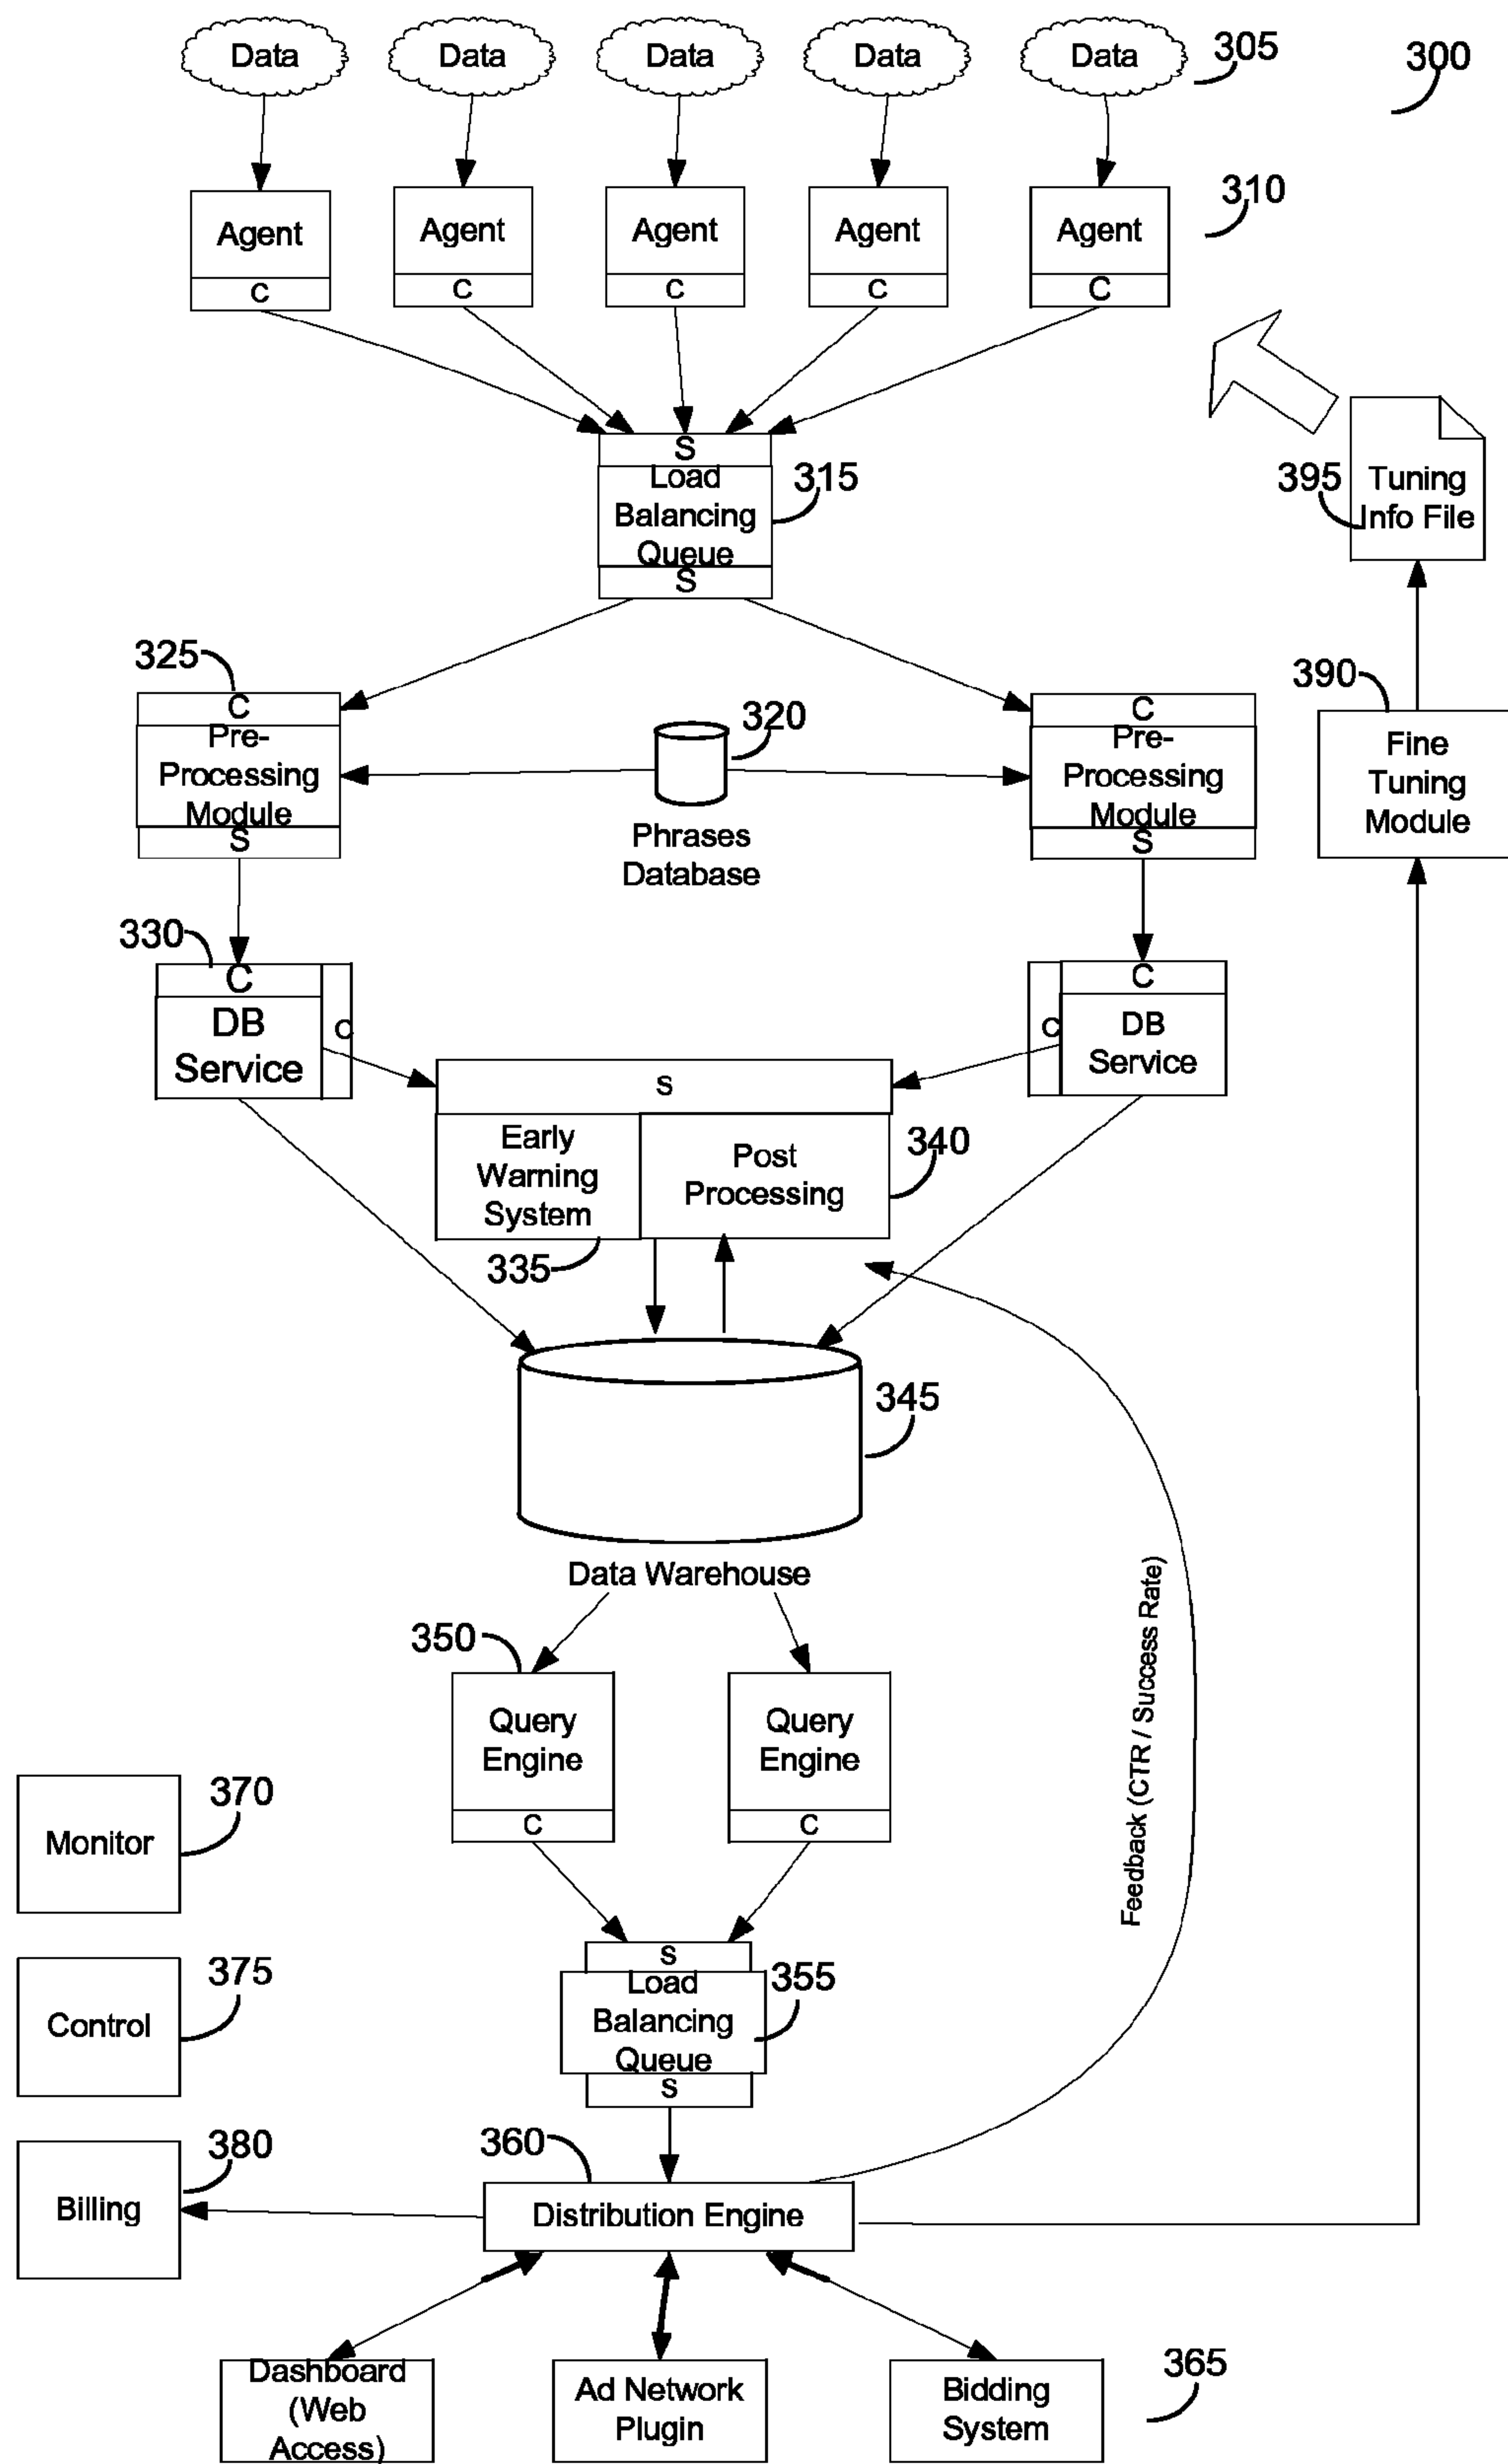 Data
Data
Data
Data
Data
305
300
Agent
Agent
Agent
Agent
Agent
310
C
C
C
C
C
S
Load
Balancing
Queue
S
315
395
Tuning
Info File
325
C
Pre-
Processing
Module
S
320
Phrases
Database
C
Pre-
Processing
Module
S
390
Fine
Tuning
Module
330
C
DB
Service
C
C
C
DB
Service
S
Early
Warning
System
335
Post
Processing
340
345
Data Warehouse
350
Query
Engine
C
Query
Engine
C
Feedback (CTR / Success Rate)
Monitor
370
S
Load
Balancing
Queue
S
355
Control
375
360
Distribution Engine
Billing
380
Dashboard
(Web
Access)
Ad Network
Plugin
Bidding
System
365